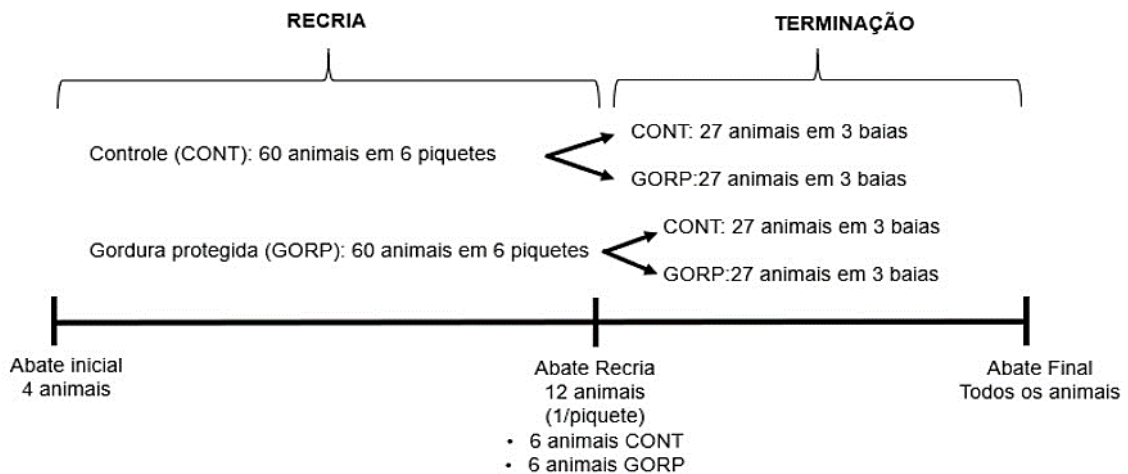 RECRIA
TERMINAÇÃO
Controle (CONT): 60 animais em 6 piquetes
CONT: 27 animais em 3 baias
GORP:27 animais em 3 baias
Gordura protegida (GORP): 60 animais em 6 piquetes
CONT: 27 animais em 3 baias
GORP:27 animais em 3 baias
Abate inicial
4 animais
Abate Recria
12 animais
(1/piquete)
• 6 animais CONT
• 6 animais GORP
Abate Final
Todos os animais